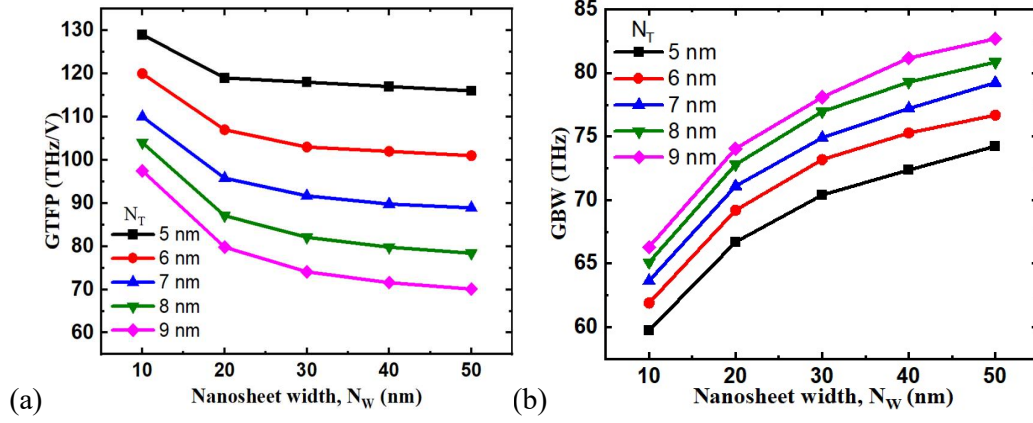 130
120
110
100
90
80
70
60
GTFP (THz/V)
N_T
5 nm
6 nm
7 nm
8 nm
9 nm
10 20 30 40 50
Nanosheet width, N_W (nm)
(a)
80
75
70
65
60
GBW (THz)
N_T
5 nm
6 nm
7 nm
8 nm
9 nm
10 20 30 40 50
Nanosheet width, N_W (nm)
(b)